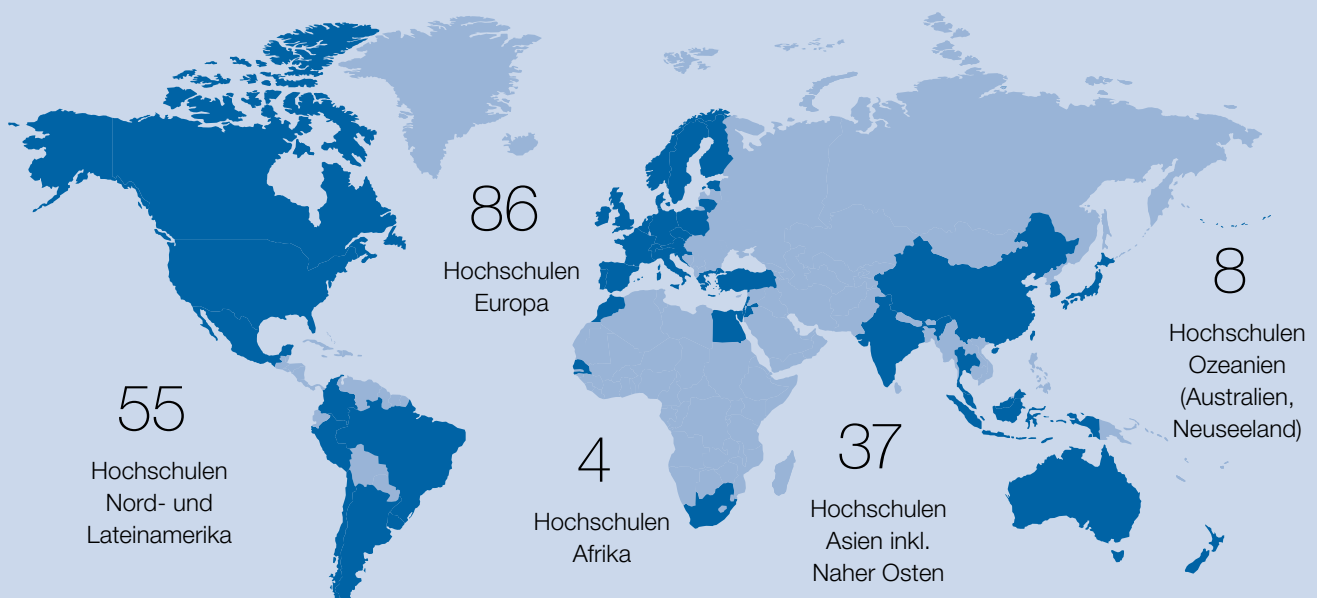 86
Hochschulen
Europa
8
Hochschulen
Ozeanien
(Australien,
Neuseeland)
55
Hochschulen
Nord- und
Lateinamerika
4
Hochschulen
Afrika
37
Hochschulen
Asien inkl.
Naher Osten